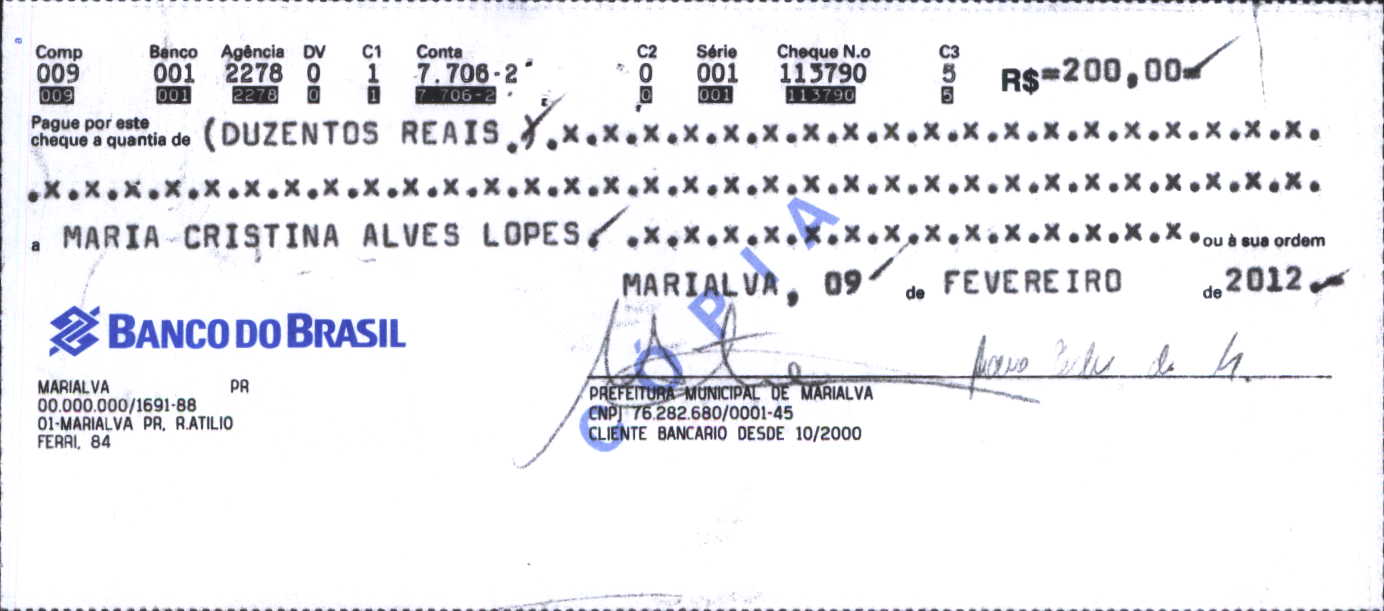 Comp Banco Agência DV C1 Conta C2 Série Cheque N.o C3
009 001 2278 0 1 7.706-2 0 001 113790 5 R$=200,00=
009 001 2278 0 1 7 706-2 0 001 113790 5
Pague por este
cheque a quantia de (DUZENTOS REAIS.).x.x.x.x.x.x.x.x.x.x.x.x.x.x.x.x.x.x.x.
.x.x.x.x.x.x.x.x.x.x.x.x.x.x.x.x.x.x.x.x.x.x.x.x.x.x.x.x.x.x.x.x.
a MARIA CRISTINA ALVES LOPES. .x.x.x.x.x.x.x.x.x.x.x.x.x.x. ou à sua ordem
MARIALVA, 09 de FEVEREIRO de 2012.
CÓPIA
BANCO DO BRASIL
MARIALVA PR
00.000.000/1691-88
01-MARIALVA PR, R.ATILIO
FERRI, 84
PREFEITURA MUNICIPAL DE MARIALVA
CNPJ 76.282.680/0001-45
CLIENTE BANCARIO DESDE 10/2000